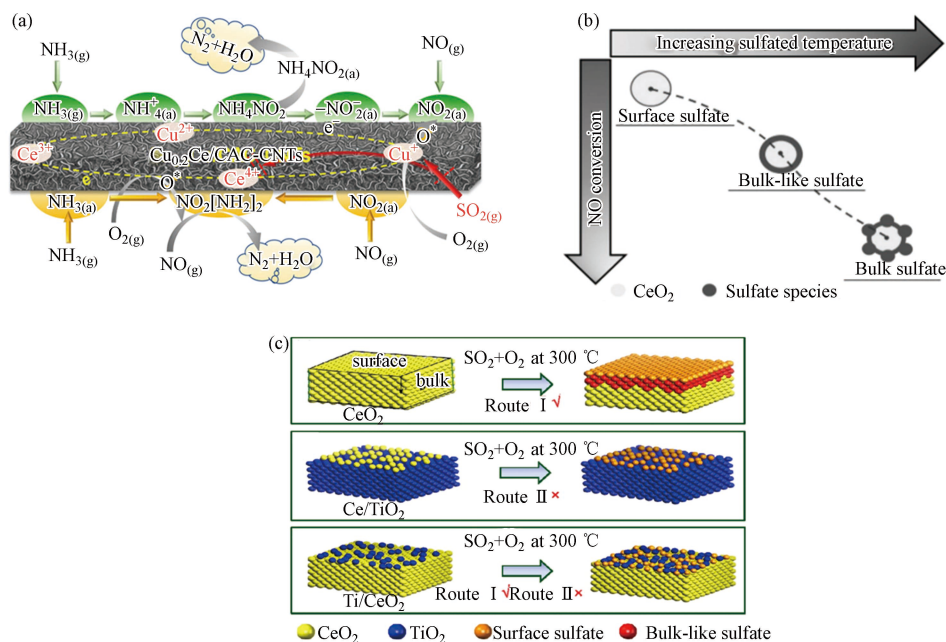 (a)
N₂+H₂O
NH₃(g)
NH₄NO₂(a)
NO(g)
NH₃(g)
NH⁺₄(a)
NH₄NO₂
–NO⁻₂(a)
NO₂(a)
e⁻
O*
Cu²⁺
Ce³⁺
Cu₀.₂Ce/CAC-CNTs
Cu⁺
Ce⁴⁺
e⁻
O*
NH₃(a)
NO₂[NH₂]₂
NO₂(a)
SO₂(g)
O₂(g)
O₂(g)
NH₃(g)
NO(g)
N₂+H₂O
NO(g)
(b)
Increasing sulfated temperature
NO conversion
Surface sulfate
Bulk-like sulfate
Bulk sulfate
CeO₂ Sulfate species
(c)
surface
bulk
CeO₂
SO₂+O₂ at 300 ℃
Route Ⅰ √
Ce/TiO₂
SO₂+O₂ at 300 ℃
Route Ⅱ ×
Ti/CeO₂
SO₂+O₂ at 300 ℃
Route Ⅰ √ Route Ⅱ ×
CeO₂ TiO₂ Surface sulfate Bulk-like sulfate